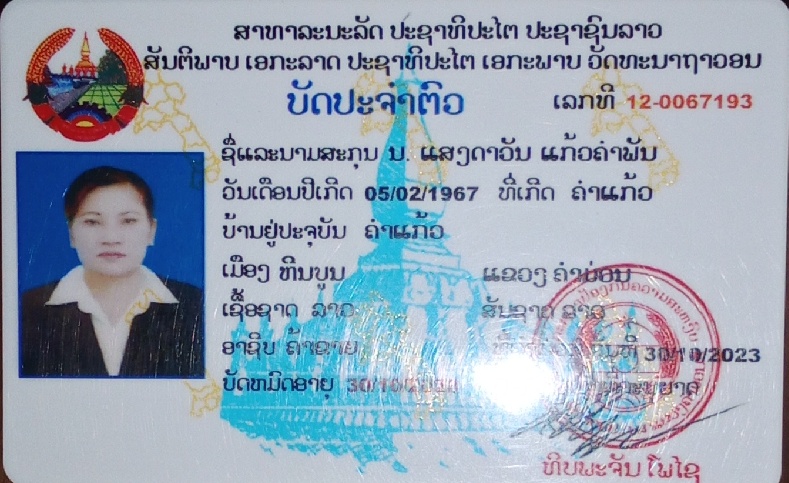 ສາທາລະນະລັດ ປະຊາທິປະໄຕ ປະຊາຊົນລາວ
ສັນຕິພາບ ເອກະລາດ ປະຊາທິປະໄຕ ເອກະພາບ ວັດທະນາຖາວອນ
ບັດປະຈຳຕົວ ເລກທີ 12-0067193
ຊື່ແລະນາມສະກຸນ ນ. ແສງດາວັນ ແກ້ວຄຳພັນ
ວັນເດືອນປີເກີດ 05/02/1967 ທີ່ເກີດ ຄຳແກ້ວ
ບ້ານຢູ່ປະຈຸບັນ ຄຳແກ້ວ
ເມືອງ ຫີນບູນ ແຂວງ ຄຳມ່ວນ
ເຊື້ອຊາດ ລາວ ສັນຊາດ ລາວ
ອາຊີບ ຄ້າຂາຍ ວັນທີ 30/10/2023
ບັດຫມົດອາຍຸ
ທິບພະຈັນ ໂພໄຊ